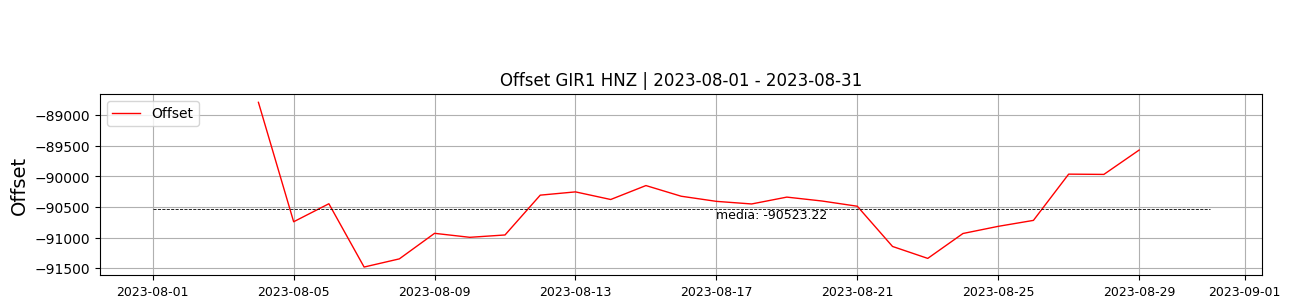 Offset GIR1 HNZ | 2023-08-01 - 2023-08-31
Offset
−89000
−89500
−90000
−90500
−91000
−91500
Offset
media: -90523.22
2023-08-01 2023-08-05 2023-08-09 2023-08-13 2023-08-17 2023-08-21 2023-08-25 2023-08-29 2023-09-01